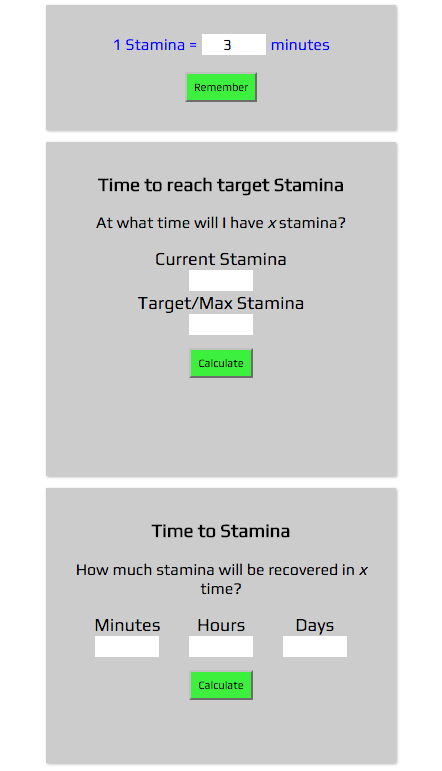 1 Stamina = 3 minutes
Remember
Time to reach target Stamina
At what time will I have x stamina?
Current Stamina
Target/Max Stamina
Calculate
Time to Stamina
How much stamina will be recovered in x
time?
Minutes Hours Days
Calculate